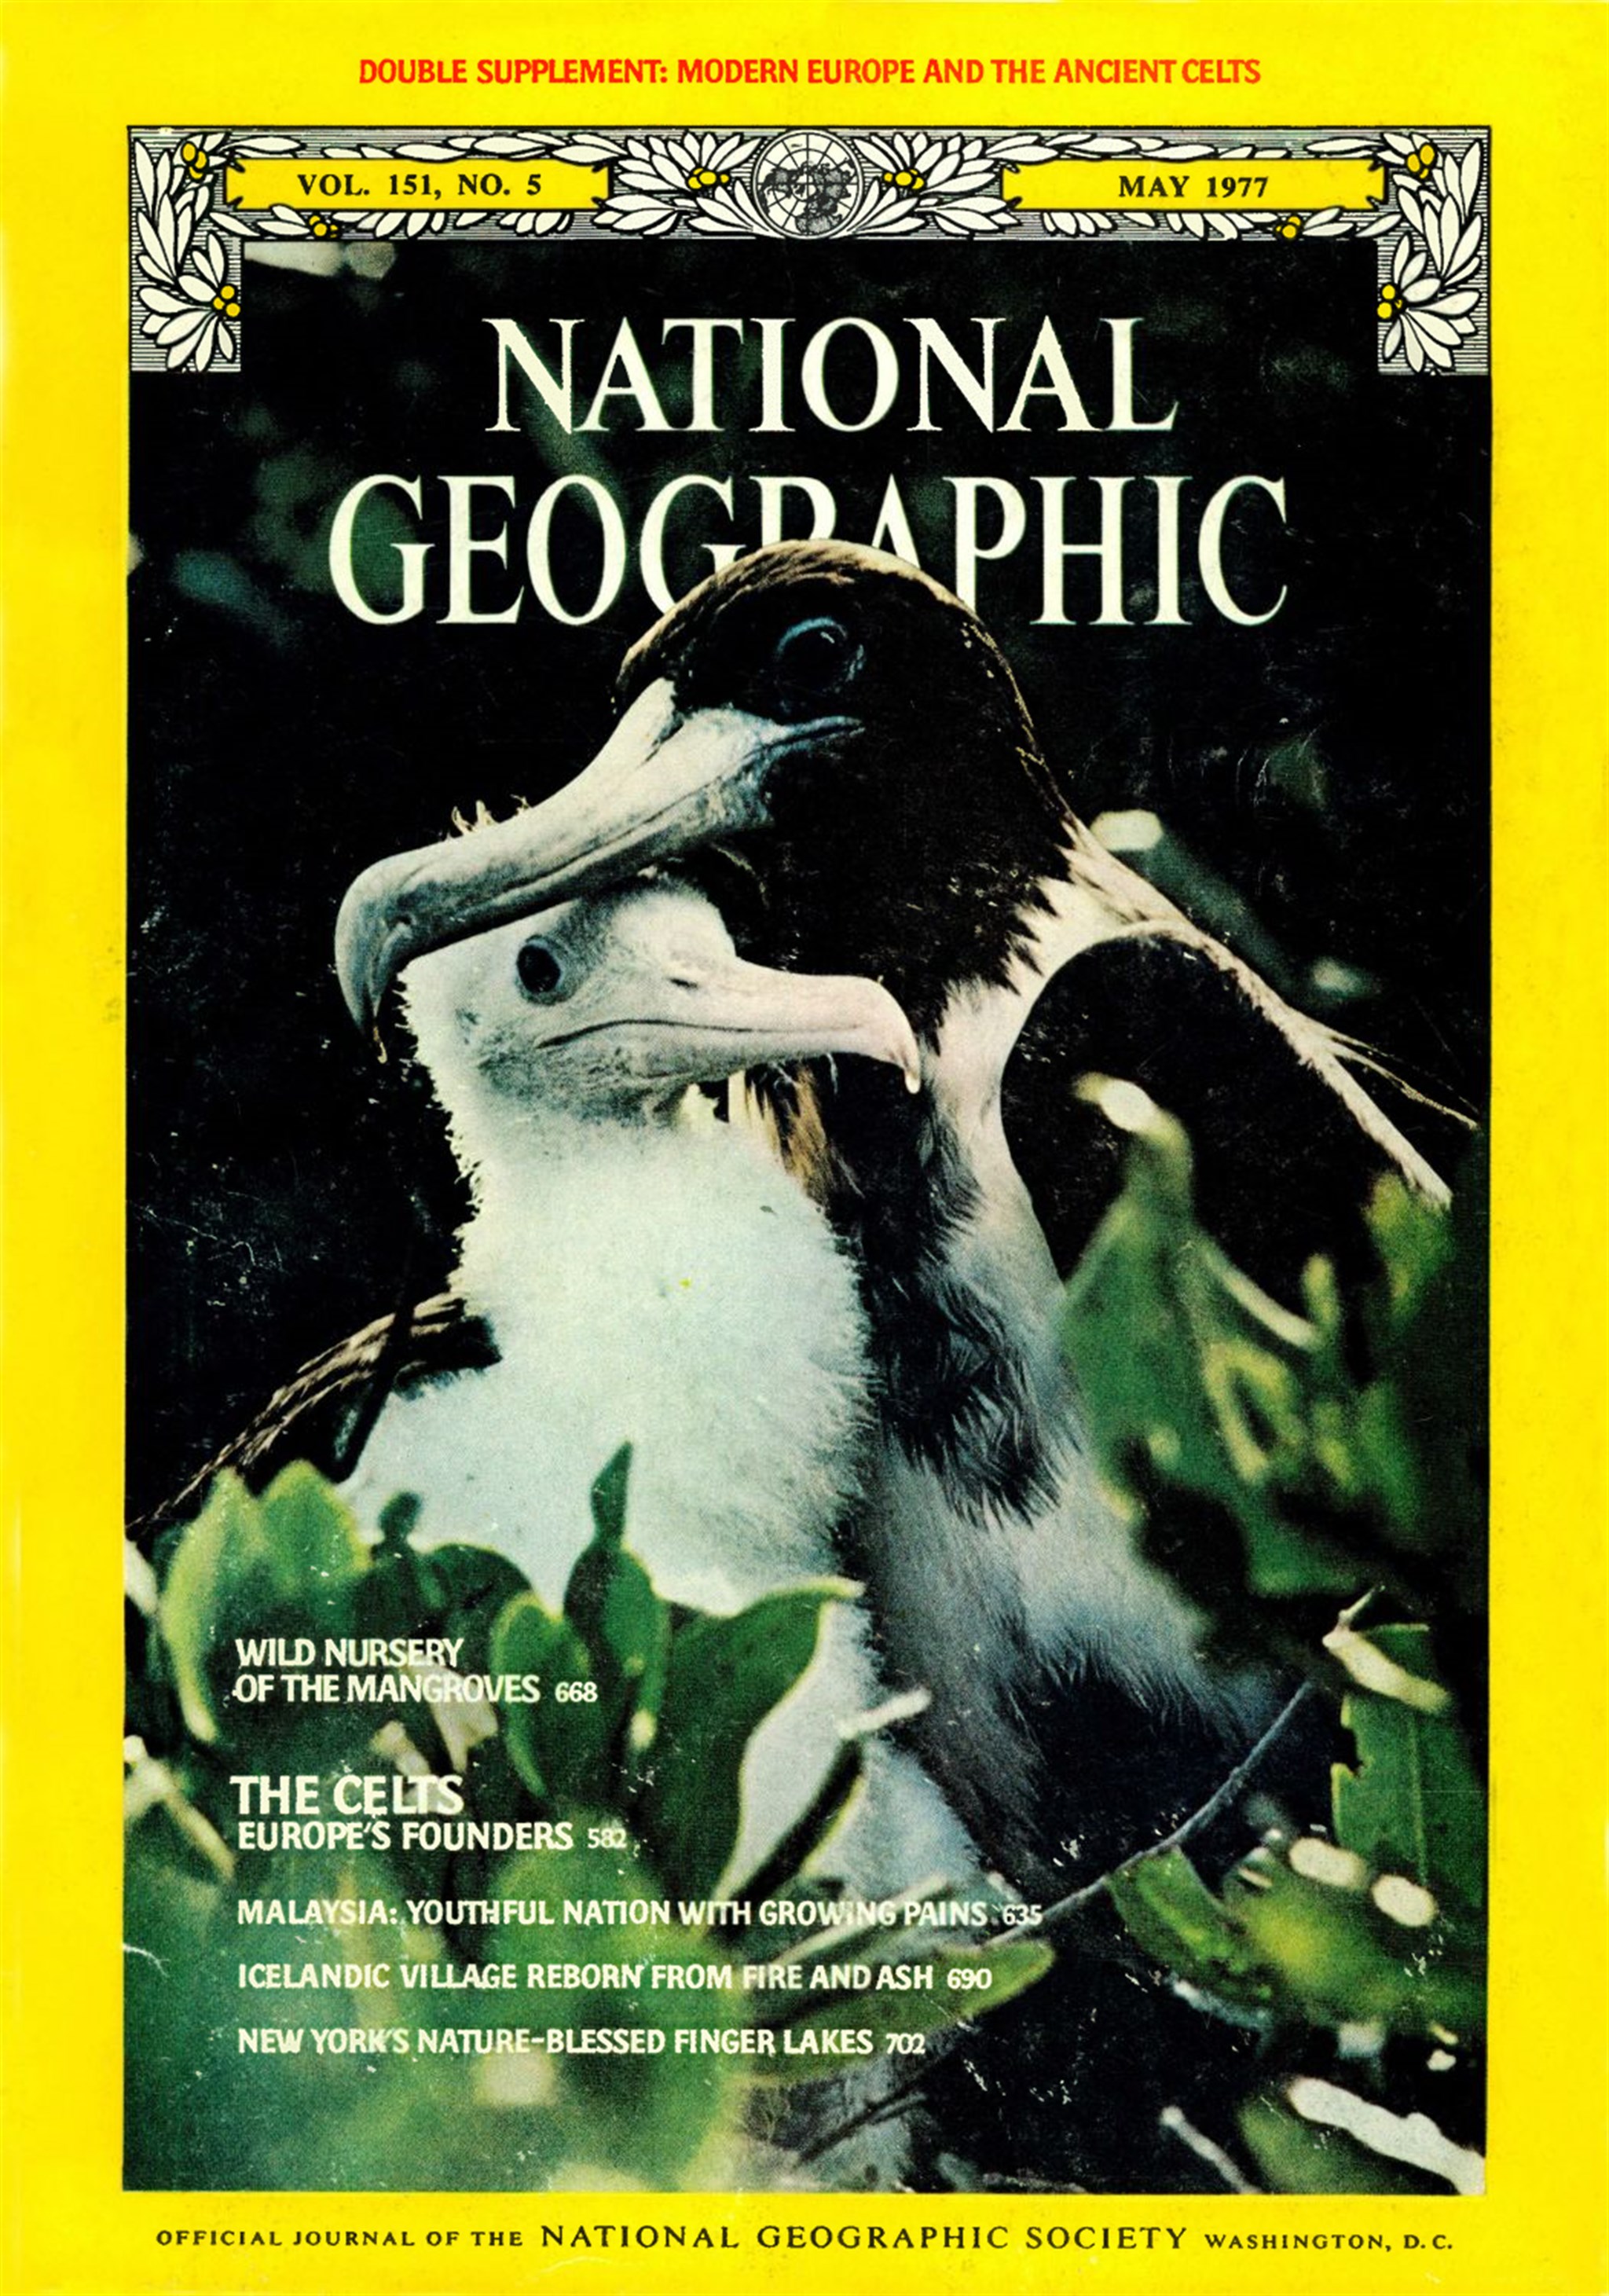 DOUBLE SUPPLEMENT: MODERN EUROPE AND THE ANCIENT CELTS
VOL. 151, NO. 5
MAY 1977
NATIONAL
GEOGRAPHIC
WILD NURSERY
OF THE MANGROVES 668
THE CELTS
EUROPE'S FOUNDERS 582
MALAYSIA: YOUTHFUL NATION WITH GROWING PAINS 635
ICELANDIC VILLAGE REBORN FROM FIRE AND ASH 690
NEW YORK'S NATURE-BLESSED FINGER LAKES 702
OFFICIAL JOURNAL OF THE NATIONAL GEOGRAPHIC SOCIETY WASHINGTON, D.C.